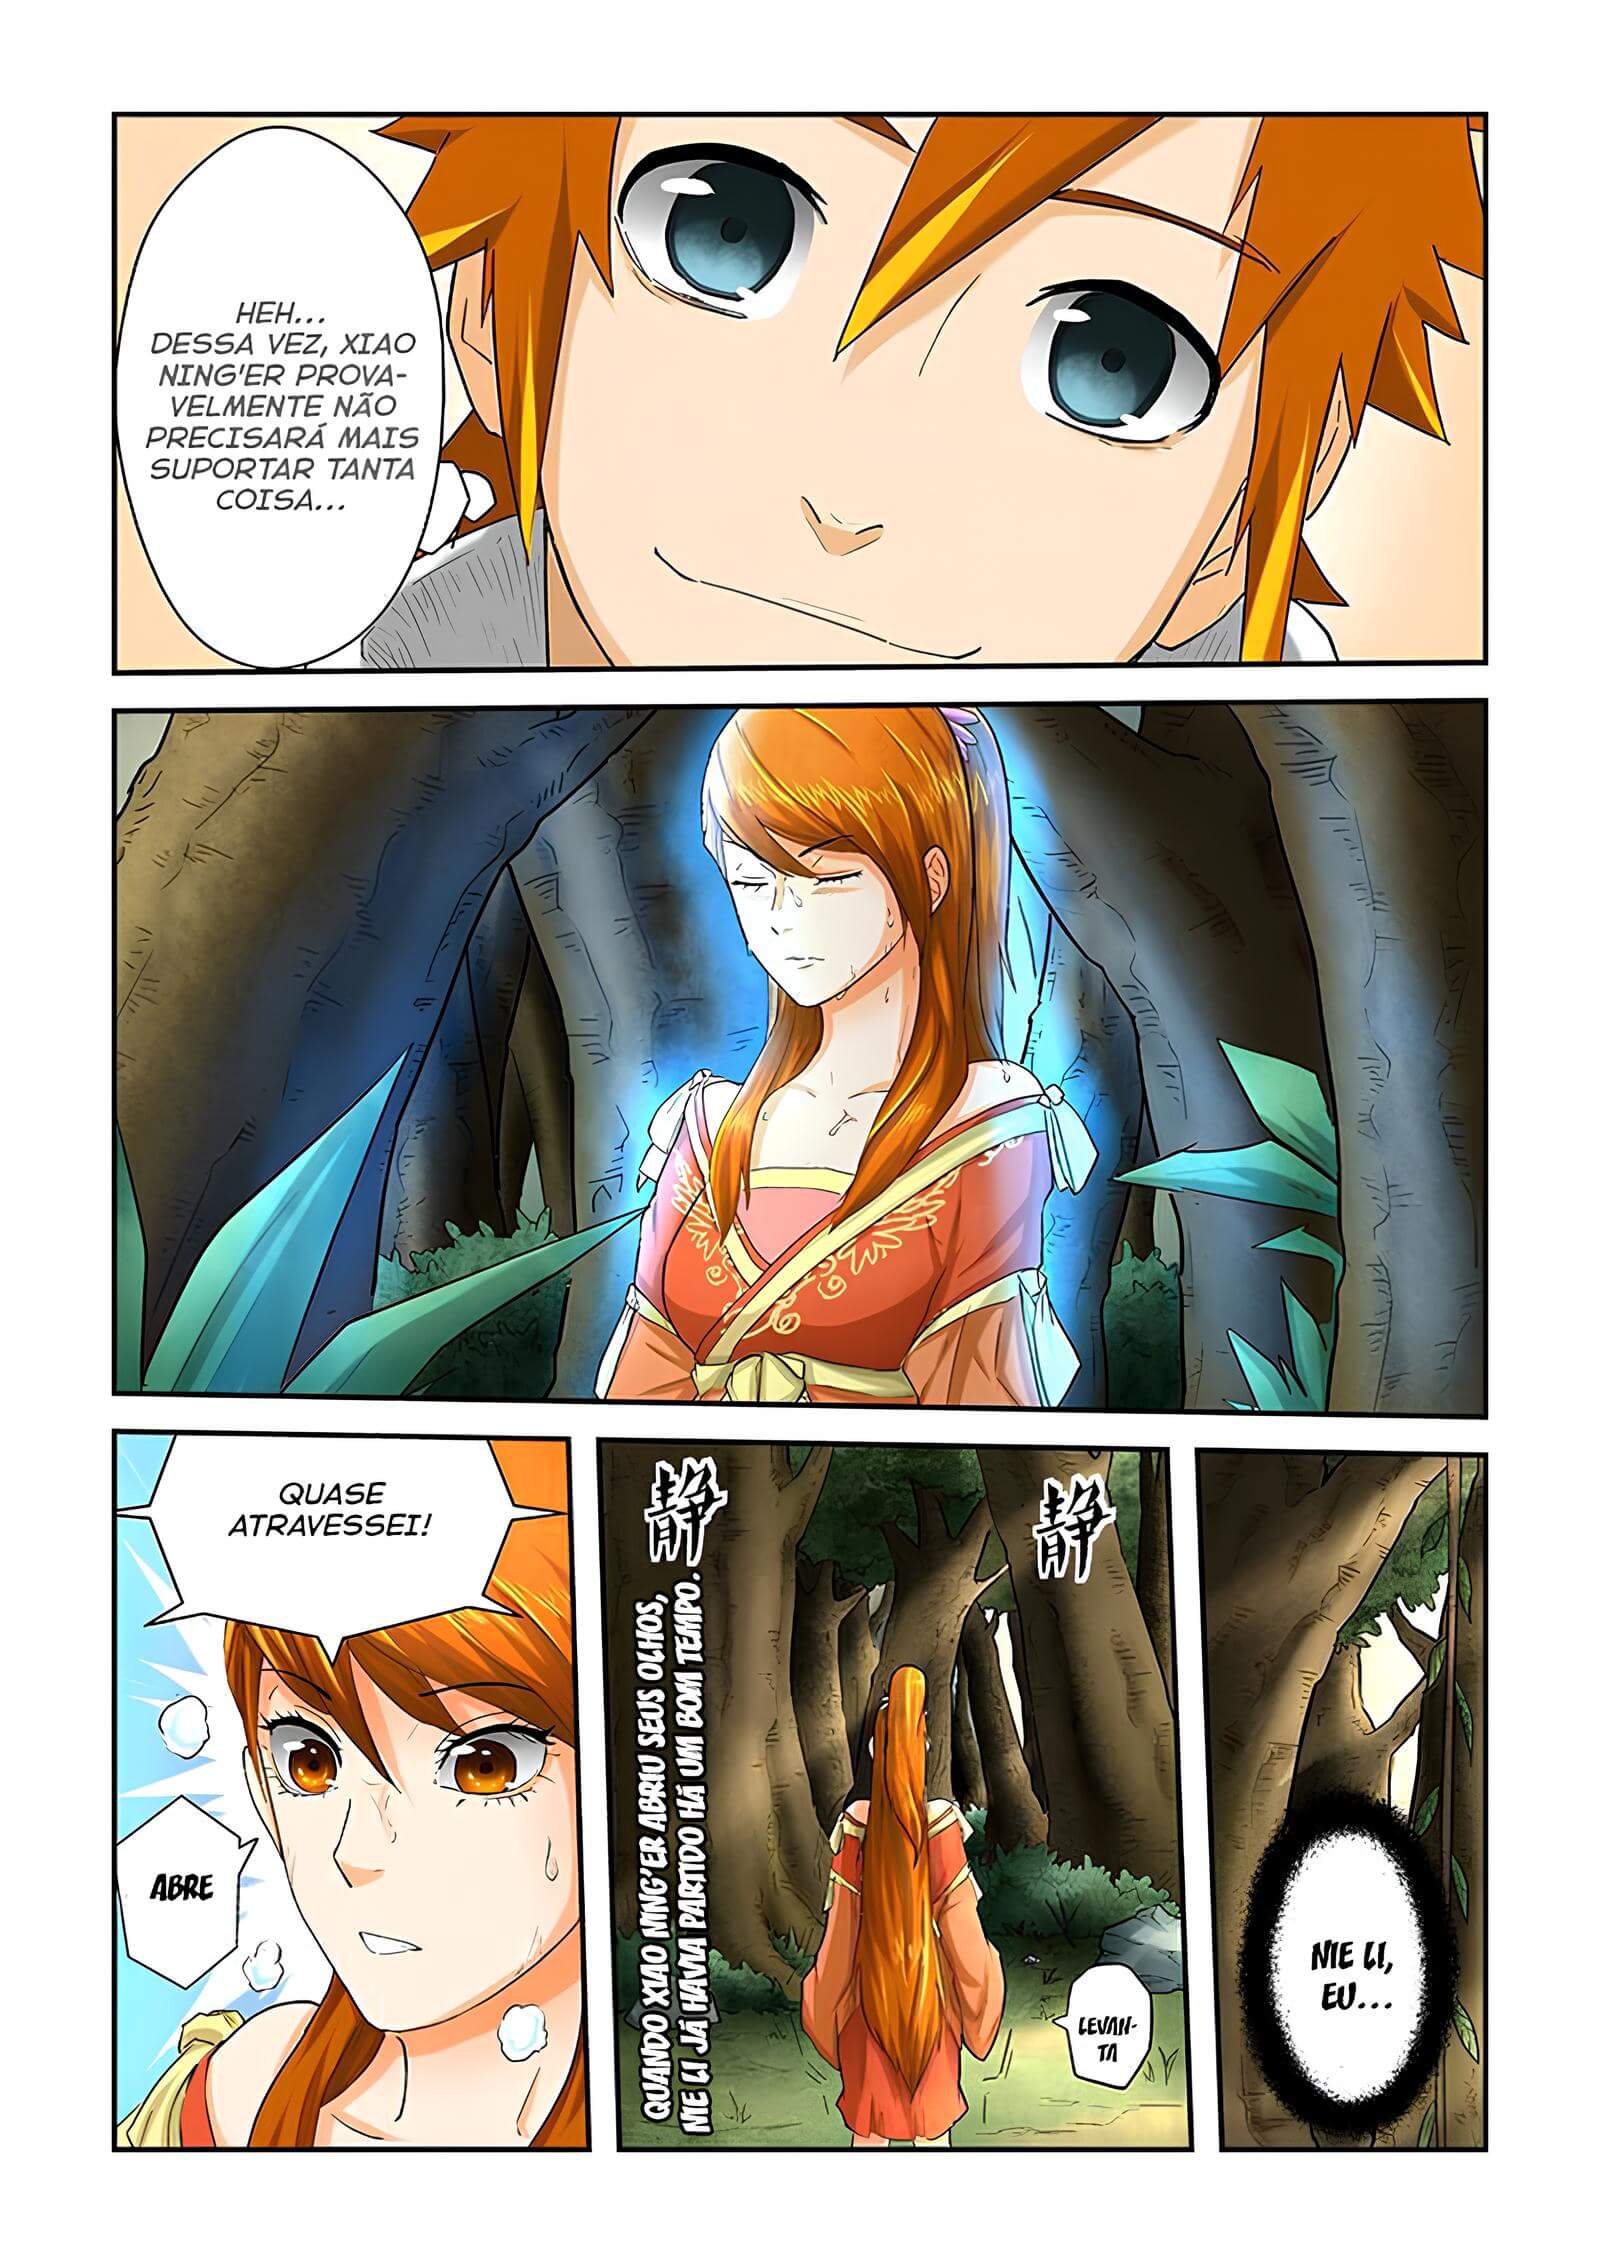 HEH...
DESSA VEZ, XIAO
NING'ER PROVA-
VELMENTE NÃO
PRECISARÁ MAIS
SUPORTAR TANTA
COISA...
QUASE
ATRAVESSEI!
ABRE
静
静
QUANDO XIAO NING'ER ABRIU SEUS OLHOS,
NIE LI JÁ HAVIA PARTIDO HÁ UM BOM TEMPO.
LEVAN-
TA
NIE LI,
EU...